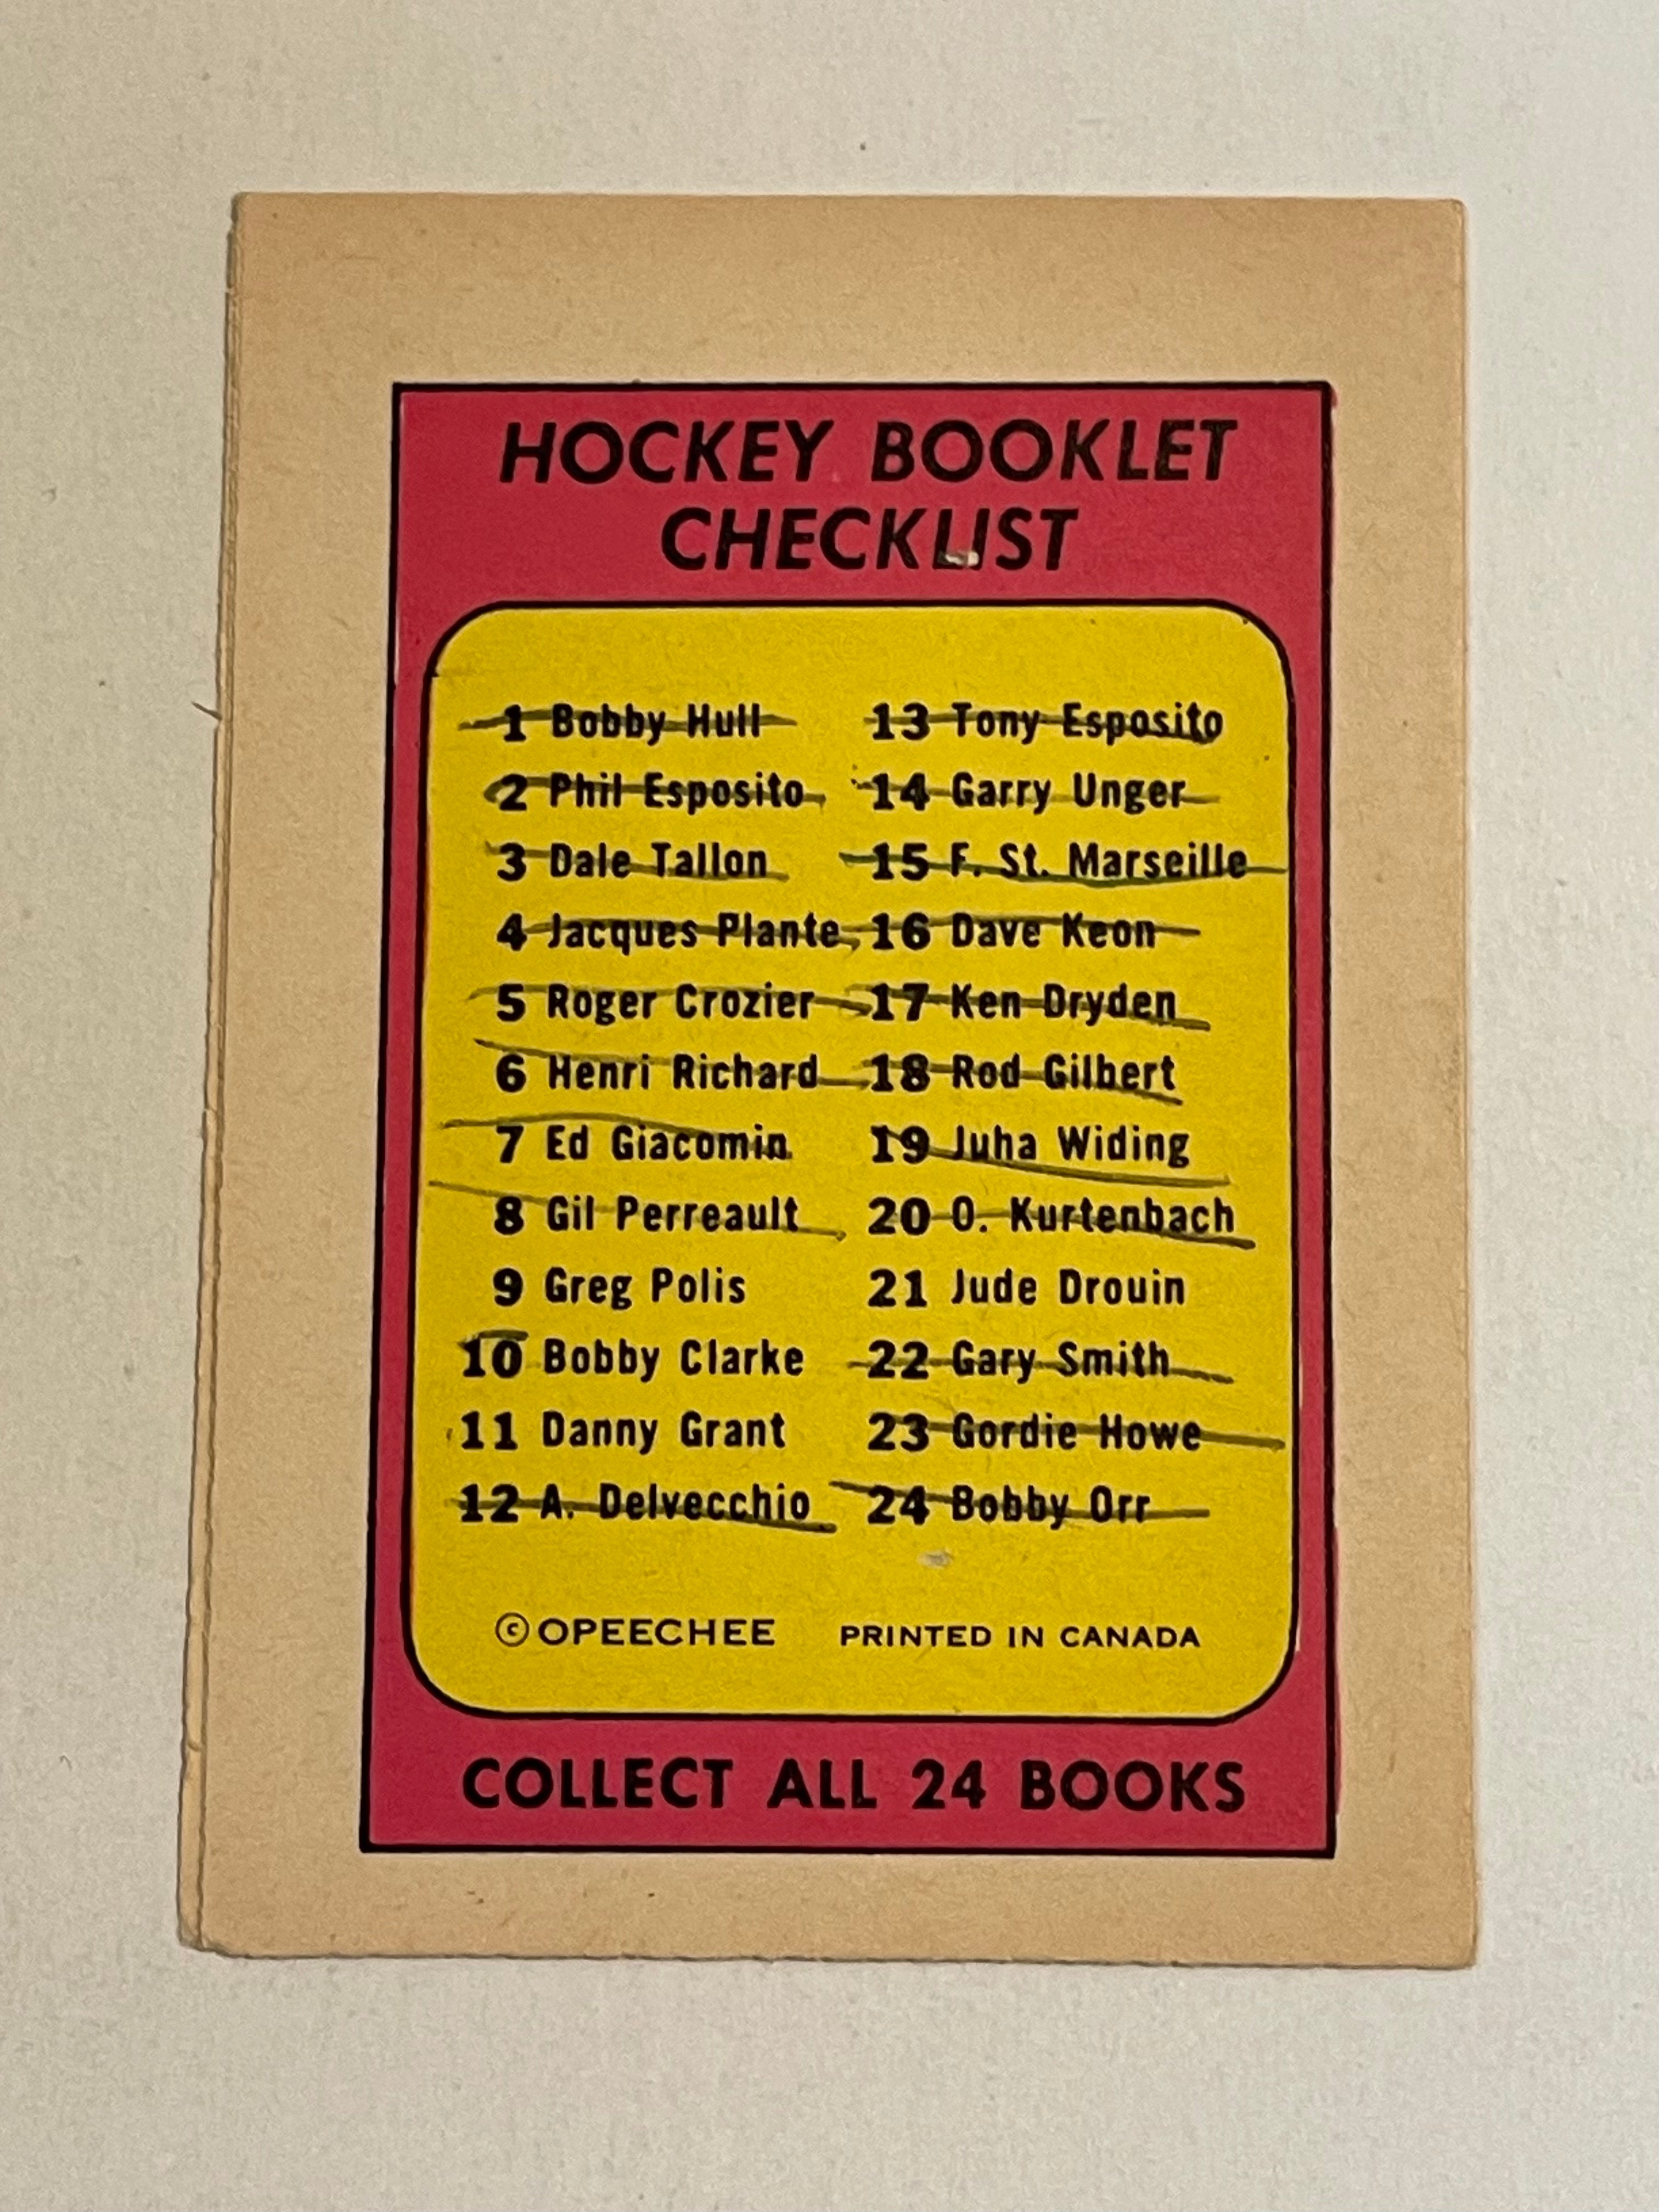 HOCKEY BOOKLET
CHECKLIST
1 Bobby Hull
2 Phil Esposito
3 Dale Tallon
4 Jacques Plante
5 Roger Crozier
6 Henri Richard
7 Ed Giacomin
8 Gil Perreault
9 Greg Polis
10 Bobby Clarke
11 Danny Grant
12 A. Delvecchio
13 Tony Esposito
14 Garry Unger
15 F. St. Marseille
16 Dave Keon
17 Ken Dryden
18 Rod Gilbert
19 Juha Widing
20 O. Kurtenbach
21 Jude Drouin
22 Gary Smith
23 Gordie Howe
24 Bobby Orr
© OPEECHEE PRINTED IN CANADA
COLLECT ALL 24 BOOKS